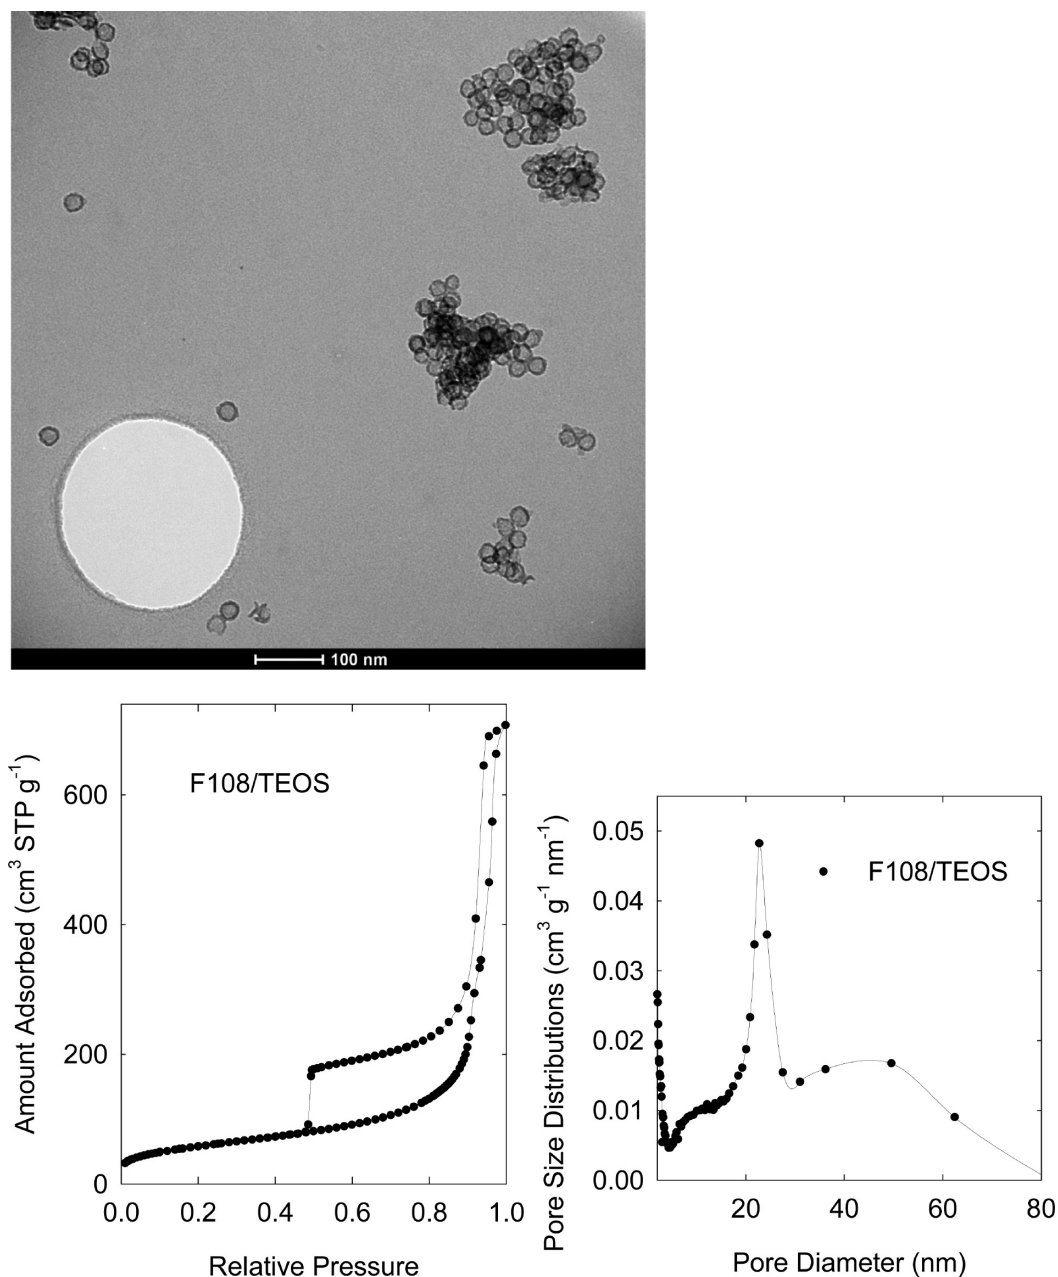 100 nm
Amount Adsorbed (cm³ STP g⁻¹)
600
400
200
0
F108/TEOS
0.0 0.2 0.4 0.6 0.8 1.0
Relative Pressure
Pore Size Distributions (cm³ g⁻¹ nm⁻¹)
0.05
0.04
0.03
0.02
0.01
0.00
F108/TEOS
20 40 60 80
Pore Diameter (nm)